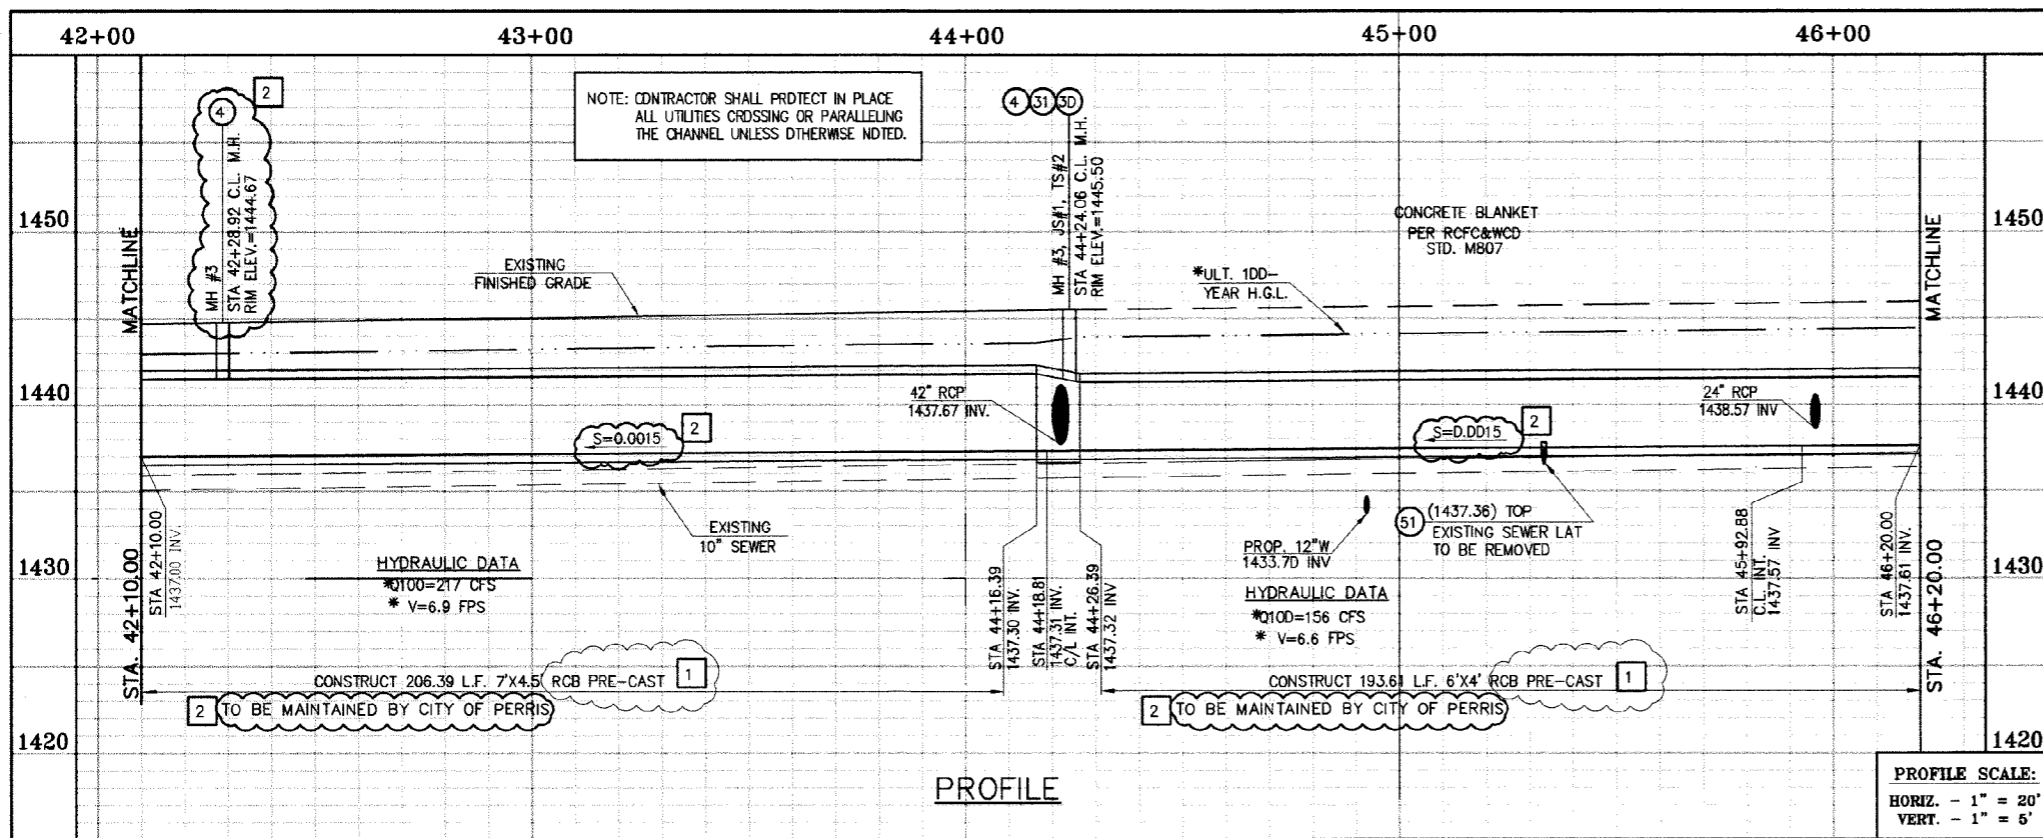 42+00 43+00 44+00 45+00 46+00
4
2
NOTE: CONTRACTOR SHALL PROTECT IN PLACE
ALL UTILITIES CROSSING OR PARALLELING
THE CHANNEL UNLESS OTHERWISE NOTED.
4 31 3D
MH #3
STA 42+28.92 C.L. M.H.
RIM ELEV.=1444.67
MH #3, JS#1, TS#2
STA 44+24.06 C.L. M.H.
RIM ELEV.=1445.50
1450
1450
MATCHLINE
MATCHLINE
CONCRETE BLANKET
PER RCFC&WCD
STD. M807
EXISTING
FINISHED GRADE
*ULT. 100-
YEAR H.G.L.
1440
1440
42" RCP
1437.67 INV.
24" RCP
1438.57 INV
S=0.0015
2
S=0.0015
2
EXISTING
10" SEWER
PROP. 12"W
1433.70 INV
51
(1437.36) TOP
EXISTING SEWER LAT
TO BE REMOVED
1430
1430
STA. 42+10.00
STA 42+10.00
1437.00 INV.
HYDRAULIC DATA
*Q100=217 CFS
* V=6.9 FPS
STA 44+16.39
1437.30 INV.
STA 44+18.81
1437.31 INV.
C/L INT.
STA 44+26.39
1437.32 INV
HYDRAULIC DATA
*Q100=156 CFS
* V=6.6 FPS
STA 45+92.88
C.L. INT.
1437.57 INV
STA 46+20.00
1437.61 INV.
STA. 46+20.00
CONSTRUCT 206.39 L.F. 7'X4.5' RCB PRE-CAST
1
2
TO BE MAINTAINED BY CITY OF PERRIS
CONSTRUCT 193.61 L.F. 6'X4' RCB PRE-CAST
1
2
TO BE MAINTAINED BY CITY OF PERRIS
1420
1420
PROFILE
PROFILE SCALE:
HORIZ. - 1" = 20'
VERT. - 1" = 5'